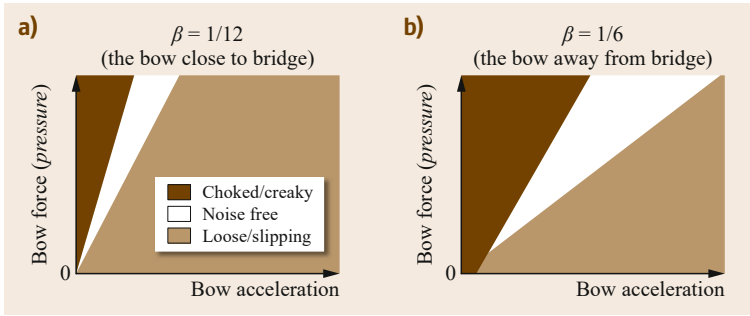 a)
β = 1/12
(the bow close to bridge)
Bow force (pressure)
0
Bow acceleration
Choked/creaky
Noise free
Loose/slipping
b)
β = 1/6
(the bow away from bridge)
Bow force (pressure)
0
Bow acceleration